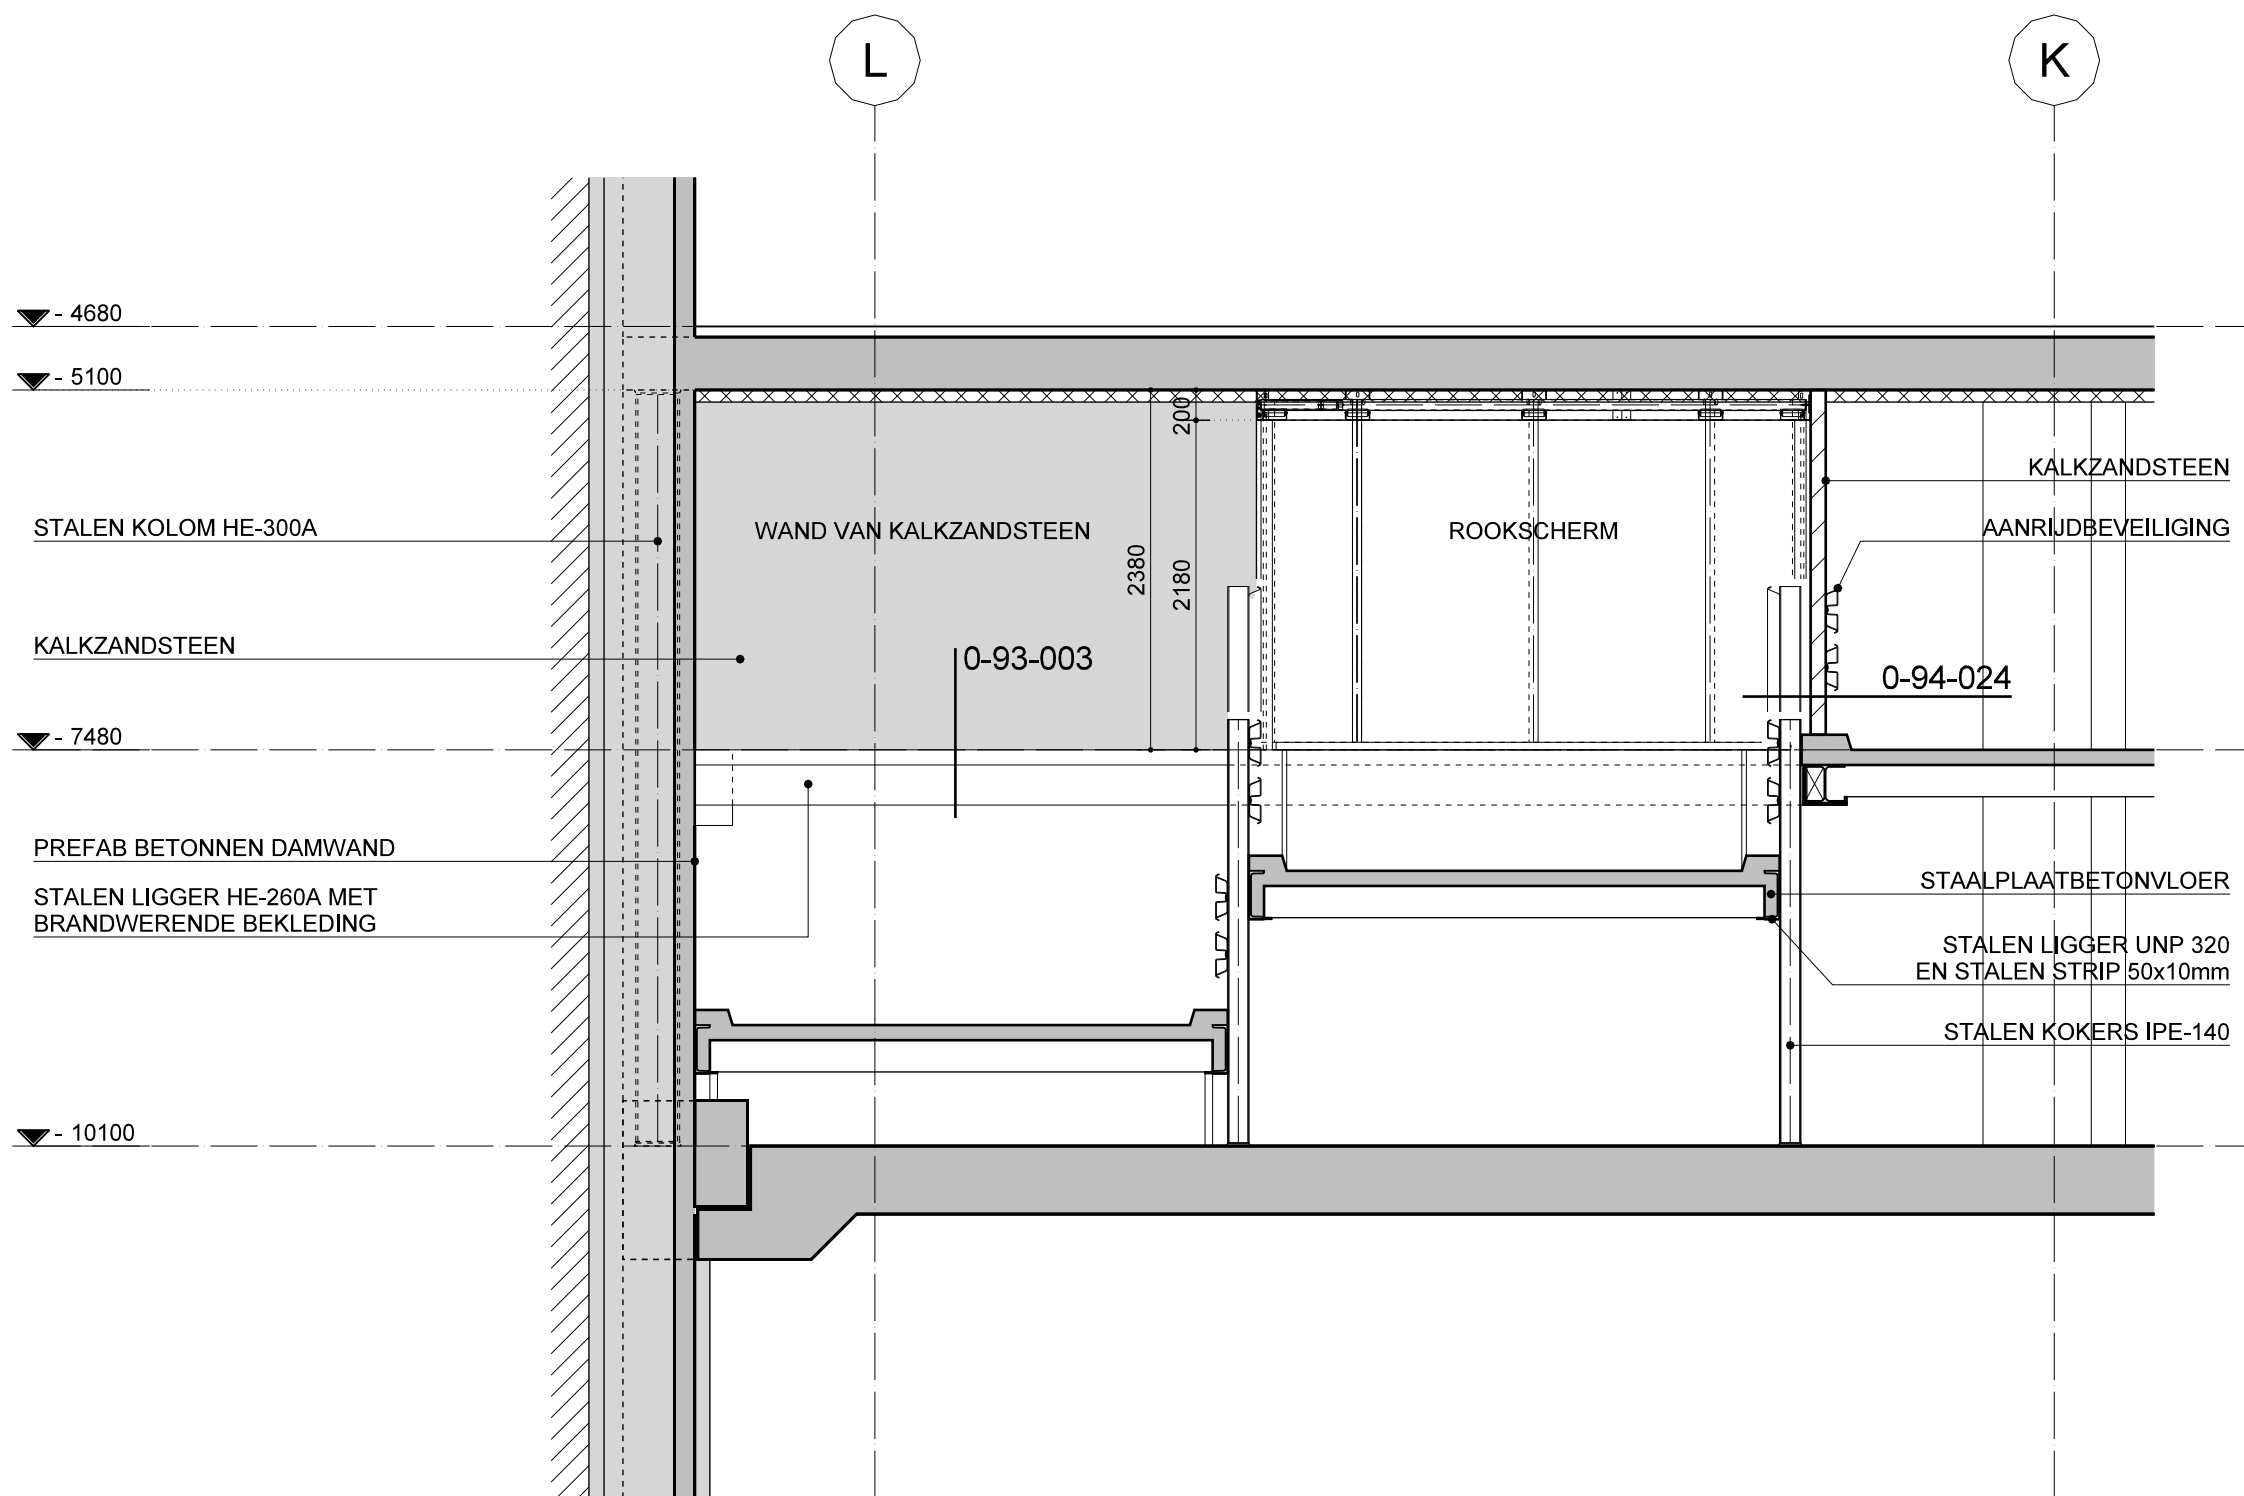 L
K
- 4680
- 5100
200
KALKZANDSTEEN
STALEN KOLOM HE-300A
WAND VAN KALKZANDSTEEN
ROOKSCHERM
AANRIJDBEVEILIGING
2380
2180
KALKZANDSTEEN
0-93-003
0-94-024
- 7480
PREFAB BETONNEN DAMWAND
STALEN LIGGER HE-260A MET
BRANDWERENDE BEKLEDING
STAALPLAATBETONVLOER
STALEN LIGGER UNP 320
EN STALEN STRIP 50x10mm
STALEN KOKERS IPE-140
- 10100